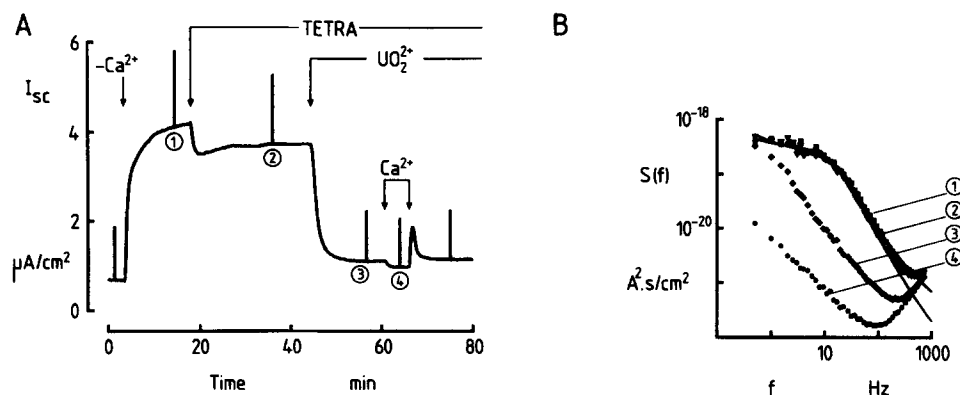 A
TETRA
UO₂²⁺
-Ca²⁺
I_sc
6
4
2
0
μA/cm²
①
②
③
④
Ca²⁺
0 20 40 60 80
Time min
B
10⁻¹⁸
S(f)
10⁻²⁰
A².s/cm²
①
②
③
④
10 1000
f Hz